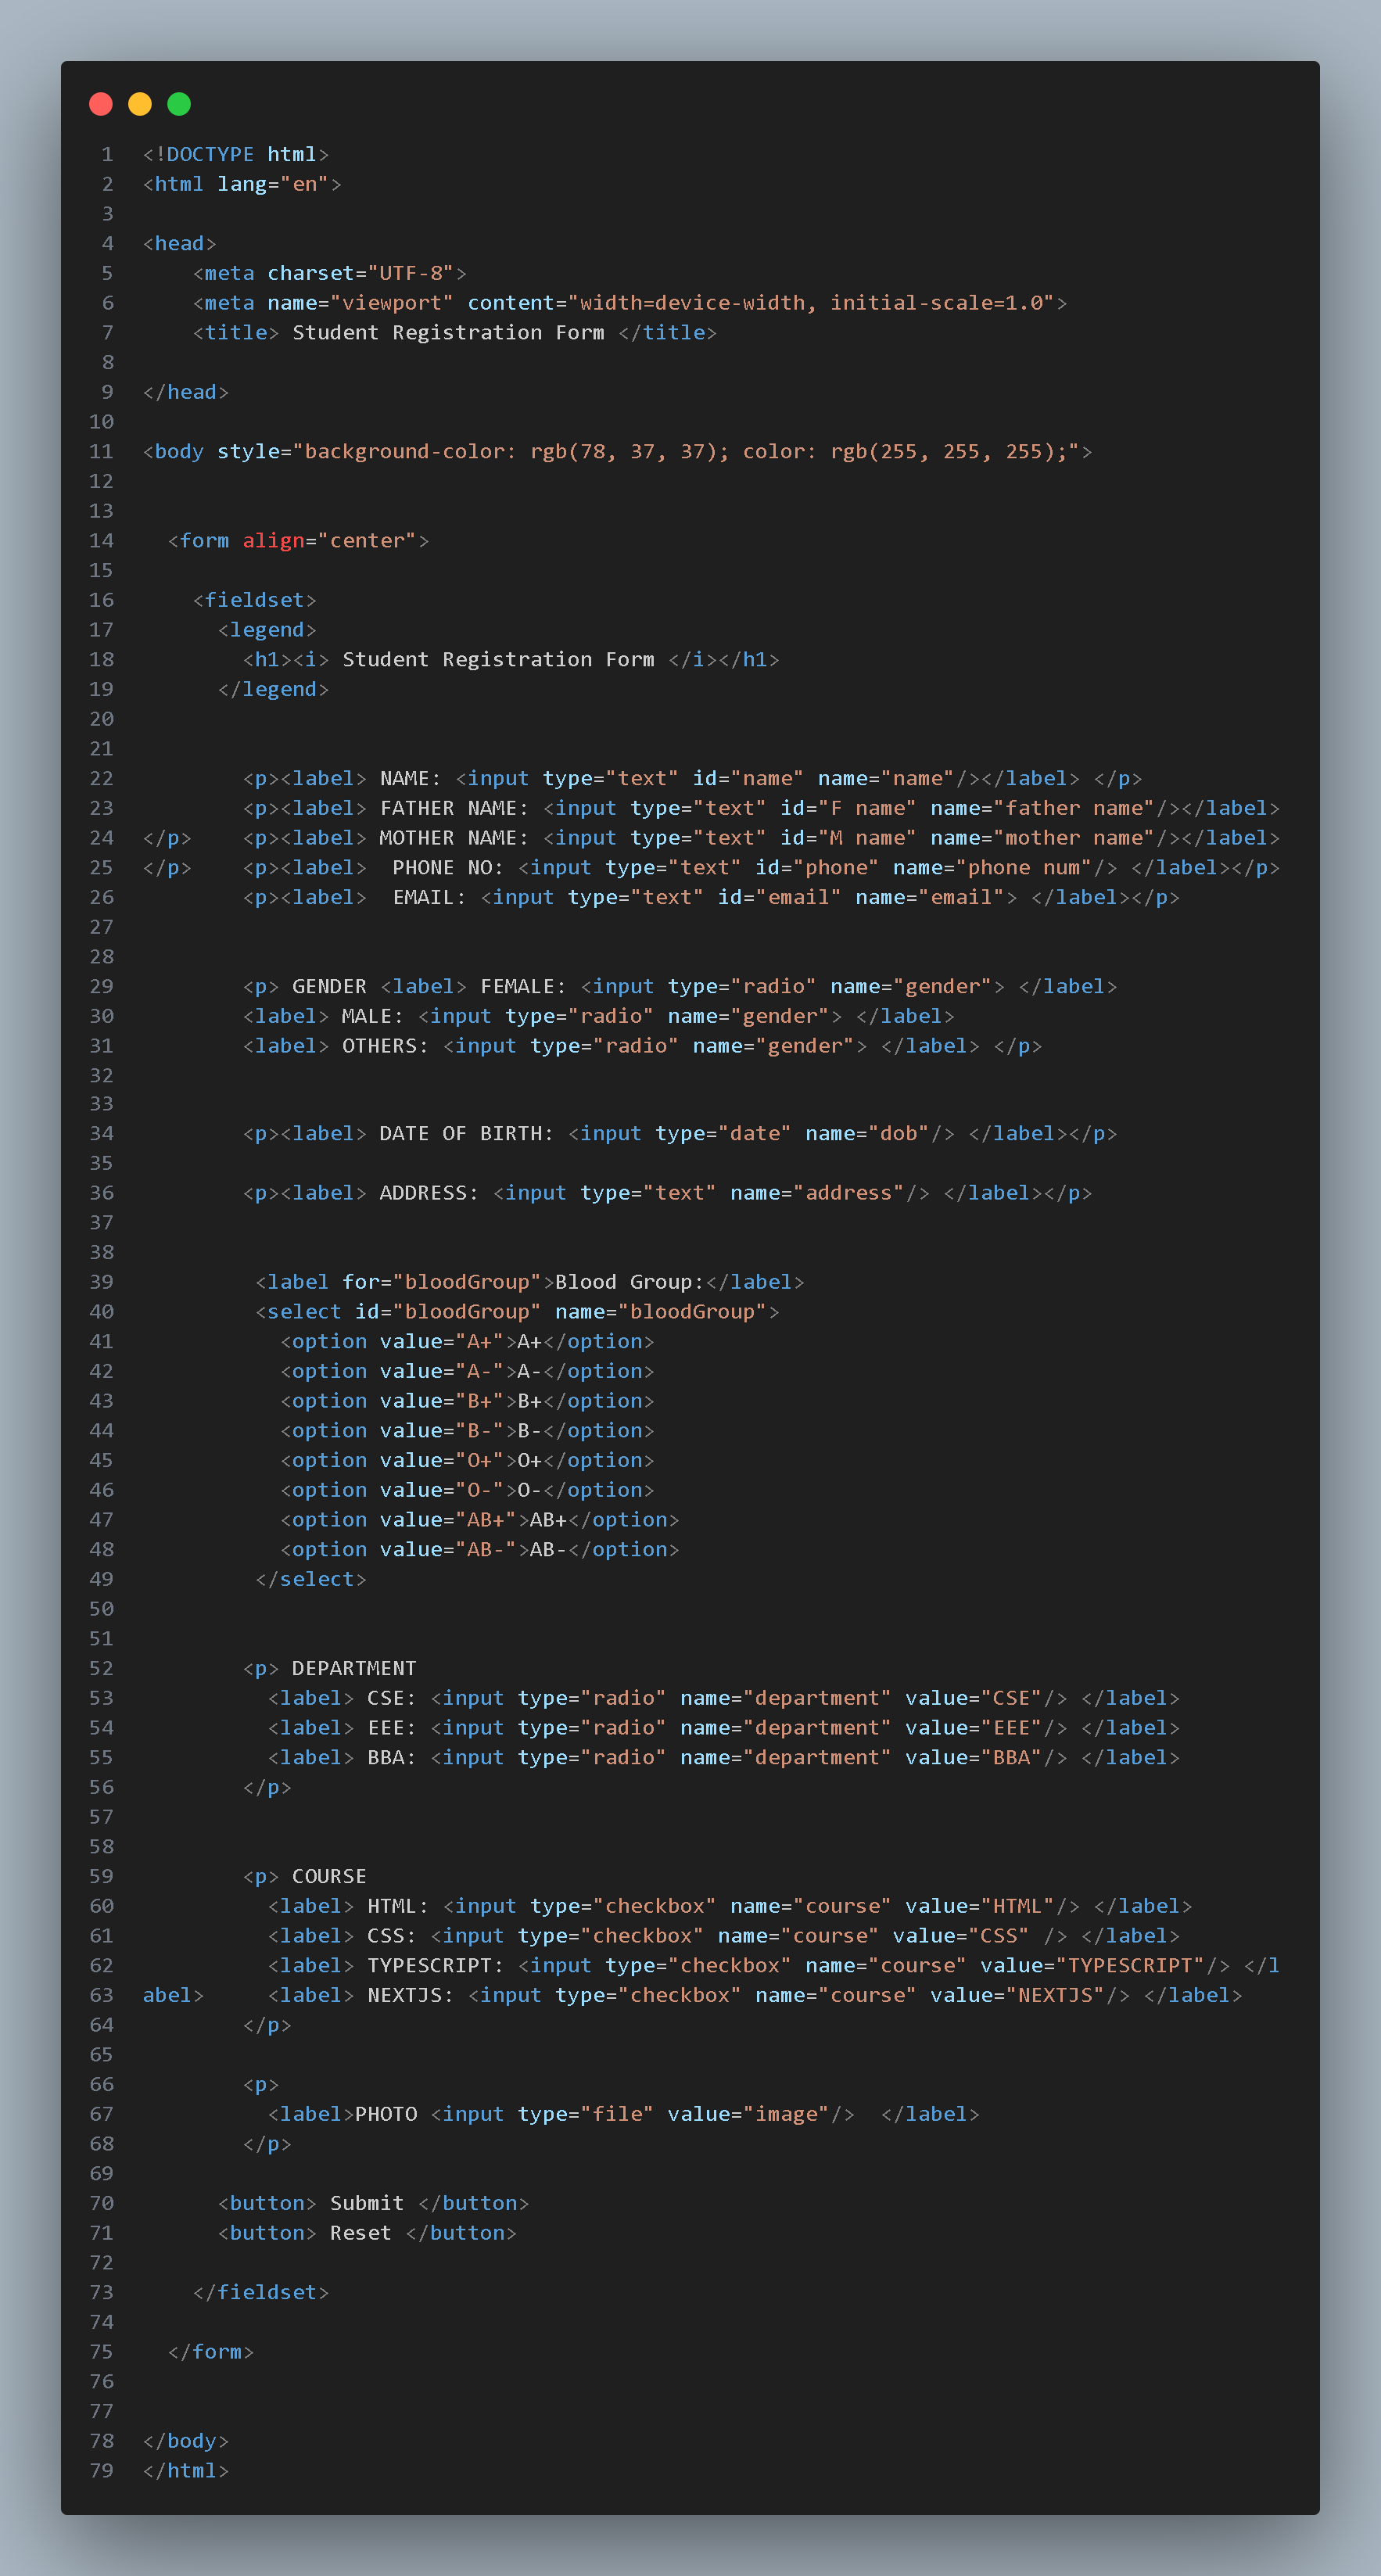 1 <!DOCTYPE html>
2 <html lang="en">
3
4 <head>
5     <meta charset="UTF-8">
6     <meta name="viewport" content="width=device-width, initial-scale=1.0">
7     <title> Student Registration Form </title>
8
9 </head>
10
11 <body style="background-color: rgb(78, 37, 37); color: rgb(255, 255, 255);">
12
13
14   <form align="center">
15
16     <fieldset>
17       <legend>
18         <h1><i> Student Registration Form </i></h1>
19       </legend>
20
21
22         <p><label> NAME: <input type="text" id="name" name="name"/></label> </p>
23         <p><label> FATHER NAME: <input type="text" id="F name" name="father name"/></label>
24 </p>    <p><label> MOTHER NAME: <input type="text" id="M name" name="mother name"/></label>
25 </p>    <p><label>  PHONE NO: <input type="text" id="phone" name="phone num"/> </label></p>
26         <p><label>  EMAIL: <input type="text" id="email" name="email"> </label></p>
27
28
29         <p> GENDER <label> FEMALE: <input type="radio" name="gender"> </label>
30         <label> MALE: <input type="radio" name="gender"> </label>
31         <label> OTHERS: <input type="radio" name="gender"> </label> </p>
32
33
34         <p><label> DATE OF BIRTH: <input type="date" name="dob"/> </label></p>
35
36         <p><label> ADDRESS: <input type="text" name="address"/> </label></p>
37
38
39          <label for="bloodGroup">Blood Group:</label>
40          <select id="bloodGroup" name="bloodGroup">
41            <option value="A+">A+</option>
42            <option value="A-">A-</option>
43            <option value="B+">B+</option>
44            <option value="B-">B-</option>
45            <option value="O+">O+</option>
46            <option value="O-">O-</option>
47            <option value="AB+">AB+</option>
48            <option value="AB-">AB-</option>
49          </select>
50
51
52         <p> DEPARTMENT
53           <label> CSE: <input type="radio" name="department" value="CSE"/> </label>
54           <label> EEE: <input type="radio" name="department" value="EEE"/> </label>
55           <label> BBA: <input type="radio" name="department" value="BBA"/> </label>
56         </p>
57
58
59         <p> COURSE
60           <label> HTML: <input type="checkbox" name="course" value="HTML"/> </label>
61           <label> CSS: <input type="checkbox" name="course" value="CSS" /> </label>
62           <label> TYPESCRIPT: <input type="checkbox" name="course" value="TYPESCRIPT"/> </l
63 abel>     <label> NEXTJS: <input type="checkbox" name="course" value="NEXTJS"/> </label>
64         </p>
65
66         <p>
67           <label>PHOTO <input type="file" value="image"/>  </label>
68         </p>
69
70       <button> Submit </button>
71       <button> Reset </button>
72
73     </fieldset>
74
75   </form>
76
77
78 </body>
79 </html>